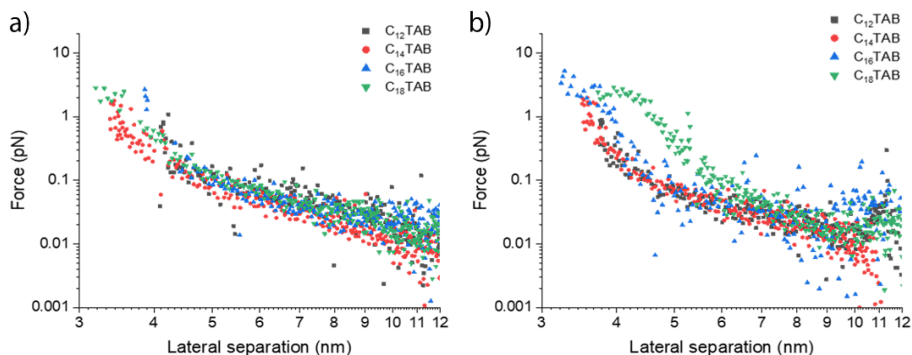 a)
C₁₂TAB
C₁₄TAB
C₁₆TAB
C₁₈TAB
10
1
0.1
0.01
0.001
Force (pN)
3 4 5 6 7 8 9 10 11 12
Lateral separation (nm)
b)
C₁₂TAB
C₁₄TAB
C₁₆TAB
C₁₈TAB
10
1
0.1
0.01
0.001
Force (pN)
3 4 5 6 7 8 9 10 11 12
Lateral separation (nm)